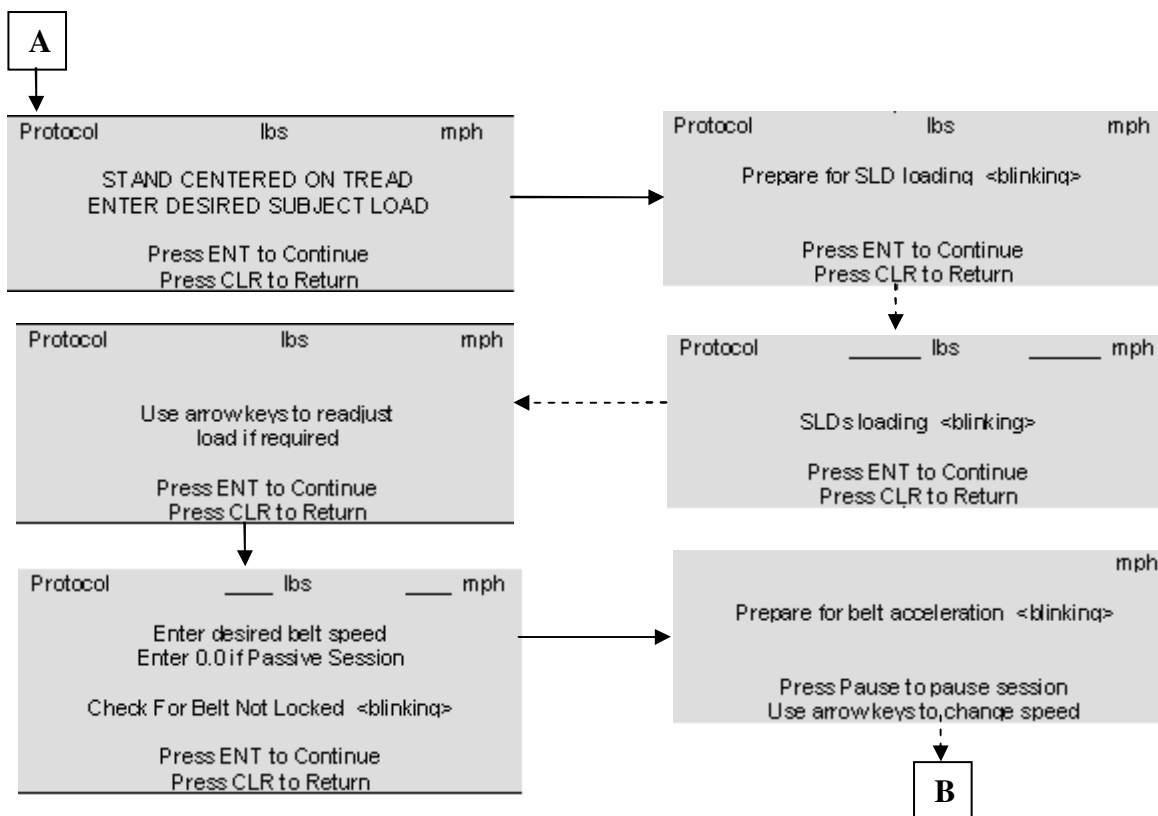 A
Protocol lbs mph
STAND CENTERED ON TREAD
ENTER DESIRED SUBJECT LOAD
Press ENT to Continue
Press CLR to Return
Protocol lbs mph
Prepare for SLD loading <blinking>
Press ENT to Continue
Press CLR to Return
Protocol ______ lbs ______ mph
SLDs loading <blinking>
Press ENT to Continue
Press CLR to Return
Protocol lbs mph
Use arrow keys to readjust
load if required
Press ENT to Continue
Press CLR to Return
Protocol ____ lbs ____ mph
Enter desired belt speed
Enter 0.0 if Passive Session
Check For Belt Not Locked <blinking>
Press ENT to Continue
Press CLR to Return
mph
Prepare for belt acceleration <blinking>
Press Pause to pause session
Use arrow keys to change speed
B